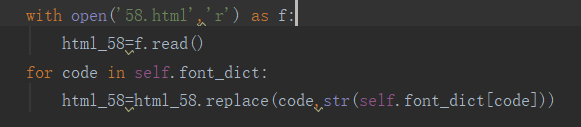 with open('58.html','r') as f:
    html_58=f.read()
for code in self.font_dict:
    html_58=html_58.replace(code,str(self.font_dict[code]))